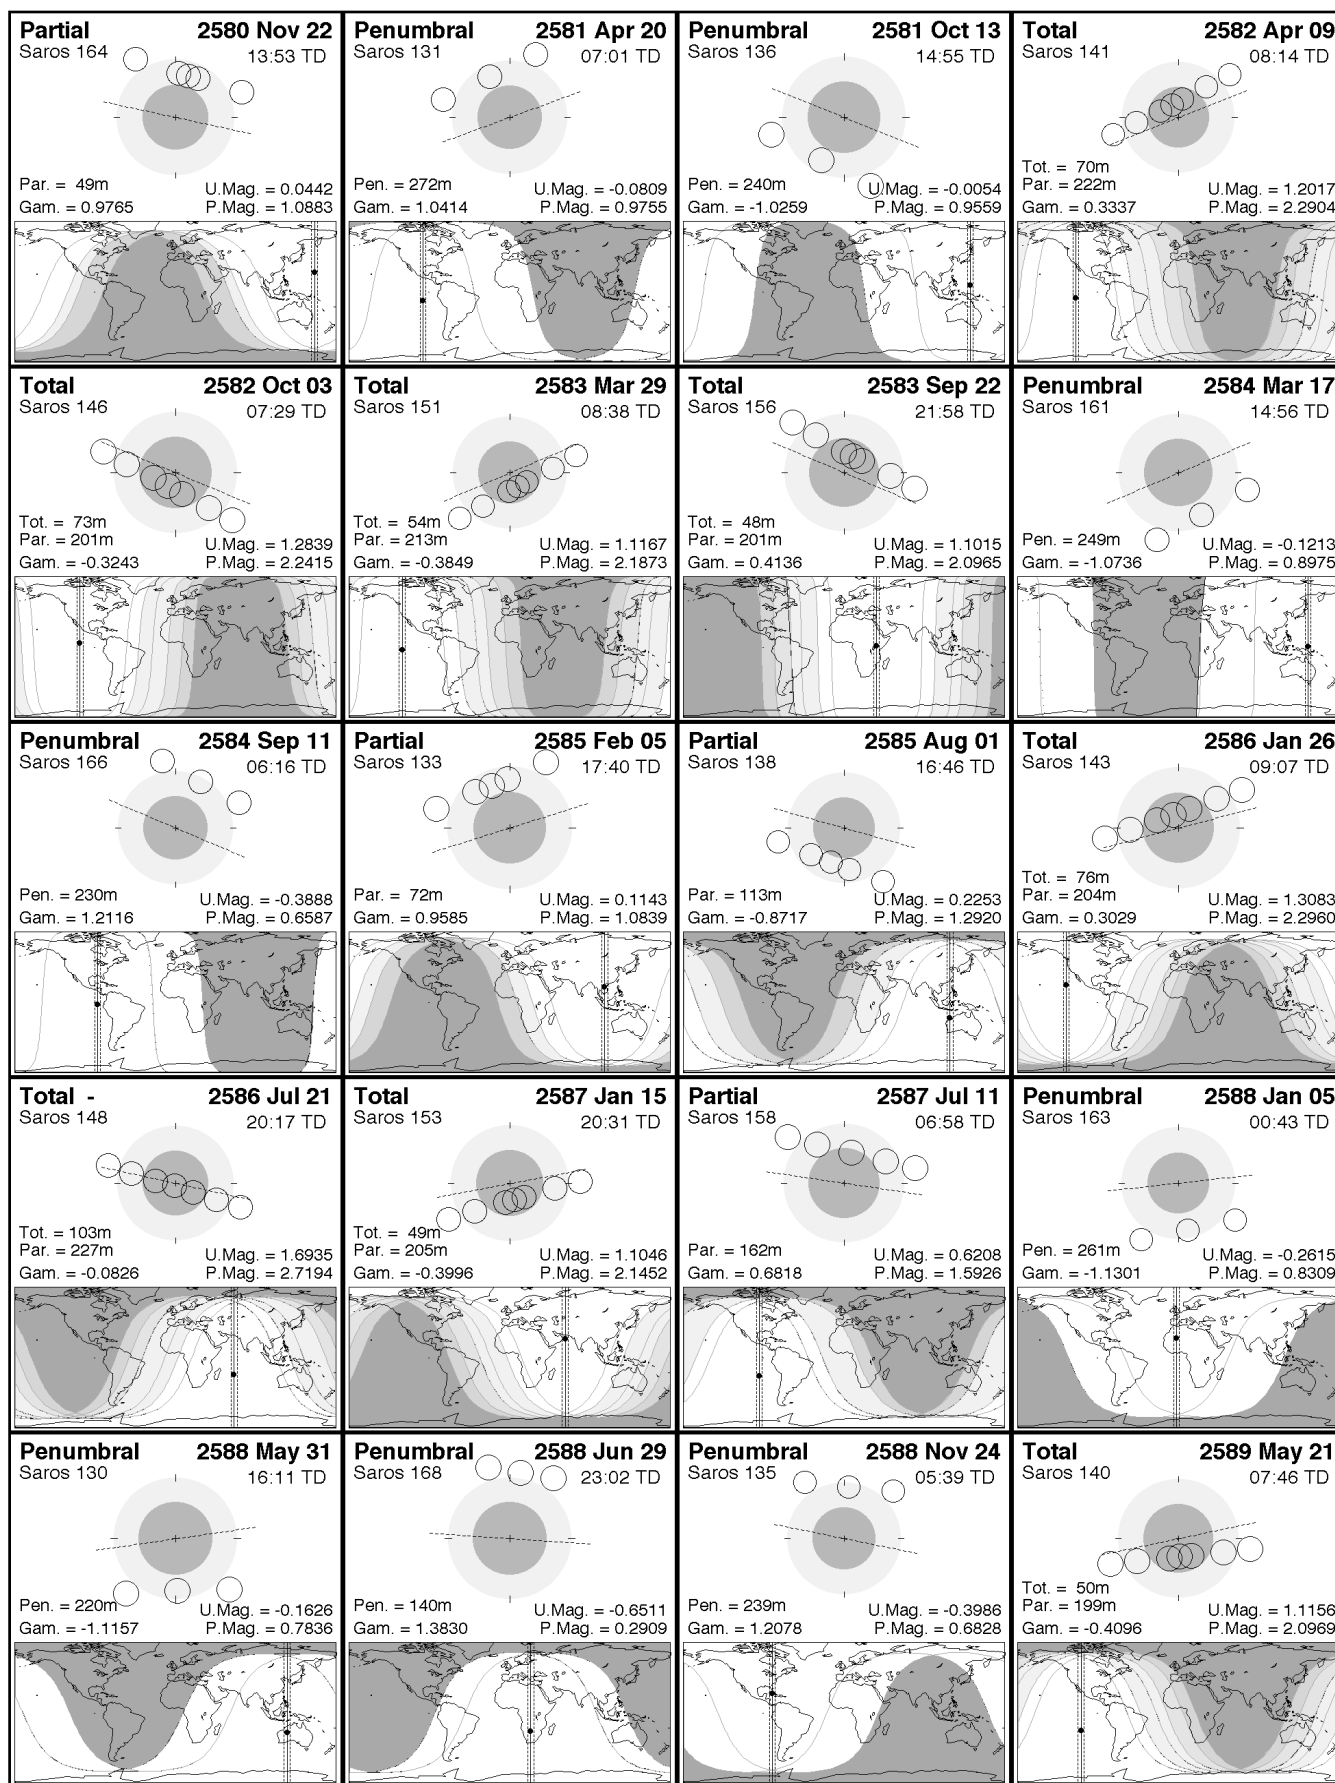 Partial 2580 Nov 22
Saros 164 13:53 TD
Par. = 49m U.Mag. = 0.0442
Gam. = 0.9765 P.Mag. = 1.0883
Penumbral 2581 Apr 20
Saros 131 07:01 TD
Pen. = 272m U.Mag. = -0.0809
Gam. = 1.0414 P.Mag. = 0.9755
Penumbral 2581 Oct 13
Saros 136 14:55 TD
Pen. = 240m U.Mag. = -0.0054
Gam. = -1.0259 P.Mag. = 0.9559
Total 2582 Apr 09
Saros 141 08:14 TD
Tot. = 70m
Par. = 222m U.Mag. = 1.2017
Gam. = 0.3337 P.Mag. = 2.2904
Total 2582 Oct 03
Saros 146 07:29 TD
Tot. = 73m
Par. = 201m U.Mag. = 1.2839
Gam. = -0.3243 P.Mag. = 2.2415
Total 2583 Mar 29
Saros 151 08:38 TD
Tot. = 54m
Par. = 213m U.Mag. = 1.1167
Gam. = -0.3849 P.Mag. = 2.1873
Total 2583 Sep 22
Saros 156 21:58 TD
Tot. = 48m
Par. = 201m U.Mag. = 1.1015
Gam. = 0.4136 P.Mag. = 2.0965
Penumbral 2584 Mar 17
Saros 161 14:56 TD
Pen. = 249m U.Mag. = -0.1213
Gam. = -1.0736 P.Mag. = 0.8975
Penumbral 2584 Sep 11
Saros 166 06:16 TD
Pen. = 230m U.Mag. = -0.3888
Gam. = 1.2116 P.Mag. = 0.6587
Partial 2585 Feb 05
Saros 133 17:40 TD
Par. = 72m U.Mag. = 0.1143
Gam. = 0.9585 P.Mag. = 1.0839
Partial 2585 Aug 01
Saros 138 16:46 TD
Par. = 113m U.Mag. = 0.2253
Gam. = -0.8717 P.Mag. = 1.2920
Total 2586 Jan 26
Saros 143 09:07 TD
Tot. = 76m
Par. = 204m U.Mag. = 1.3083
Gam. = 0.3029 P.Mag. = 2.2960
Total - 2586 Jul 21
Saros 148 20:17 TD
Tot. = 103m
Par. = 227m U.Mag. = 1.6935
Gam. = -0.0826 P.Mag. = 2.7194
Total 2587 Jan 15
Saros 153 20:31 TD
Tot. = 49m
Par. = 205m U.Mag. = 1.1046
Gam. = -0.3996 P.Mag. = 2.1452
Partial 2587 Jul 11
Saros 158 06:58 TD
Par. = 162m U.Mag. = 0.6208
Gam. = 0.6818 P.Mag. = 1.5926
Penumbral 2588 Jan 05
Saros 163 00:43 TD
Pen. = 261m U.Mag. = -0.2615
Gam. = -1.1301 P.Mag. = 0.8309
Penumbral 2588 May 31
Saros 130 16:11 TD
Pen. = 220m U.Mag. = -0.1626
Gam. = -1.1157 P.Mag. = 0.7836
Penumbral 2588 Jun 29
Saros 168 23:02 TD
Pen. = 140m U.Mag. = -0.6511
Gam. = 1.3830 P.Mag. = 0.2909
Penumbral 2588 Nov 24
Saros 135 05:39 TD
Pen. = 239m U.Mag. = -0.3986
Gam. = 1.2078 P.Mag. = 0.6828
Total 2589 May 21
Saros 140 07:46 TD
Tot. = 50m
Par. = 199m U.Mag. = 1.1156
Gam. = -0.4096 P.Mag. = 2.0969